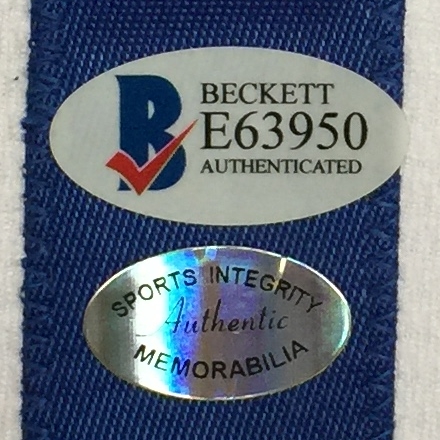 BECKETT
E63950
AUTHENTICATED
SPORTS INTEGRITY
Authentic
MEMORABILIA